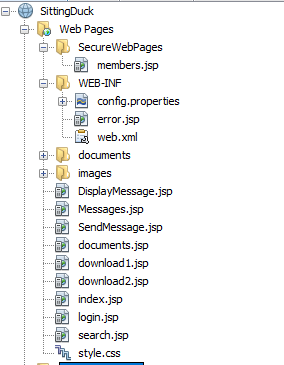 SittingDuck
Web Pages
SecureWebPages
members.jsp
WEB-INF
config.properties
error.jsp
web.xml
documents
images
DisplayMessage.jsp
Messages.jsp
SendMessage.jsp
documents.jsp
download1.jsp
download2.jsp
index.jsp
login.jsp
search.jsp
style.css